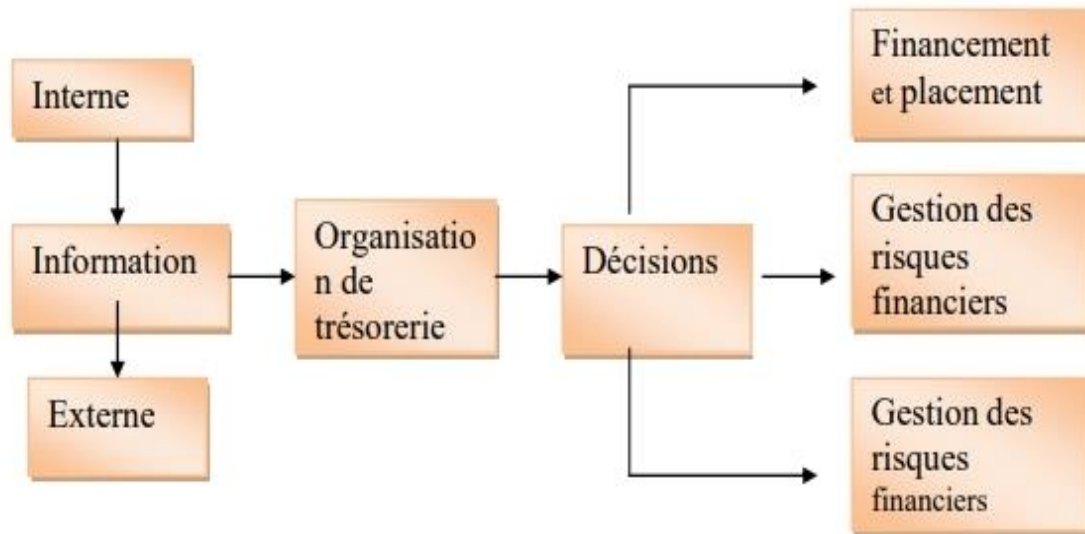 Interne
Information
Externe
Organisatio
n de
trésorerie
Décisions
Financement
et placement
Gestion des
risques
financiers
Gestion des
risques
financiers